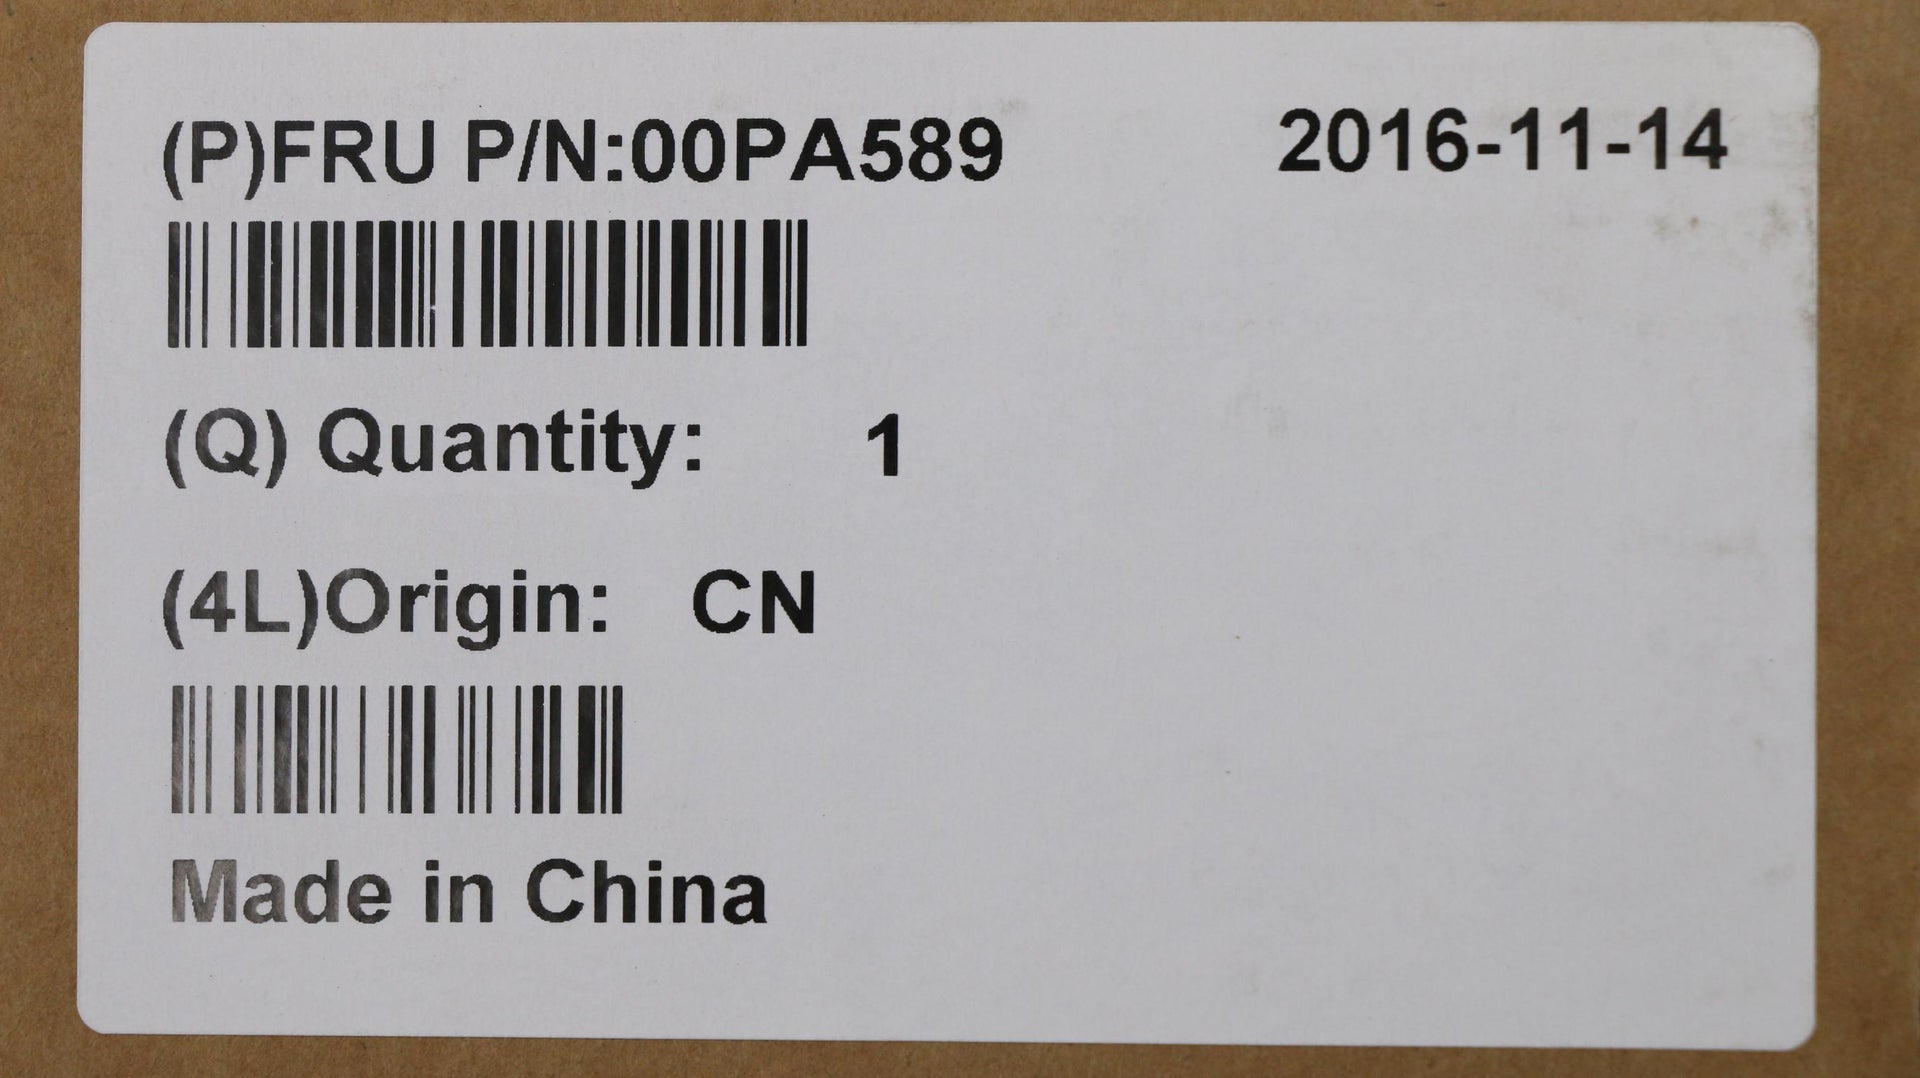 (P)FRU P/N:00PA589 2016-11-14
(Q) Quantity: 1
(4L)Origin: CN
Made in China